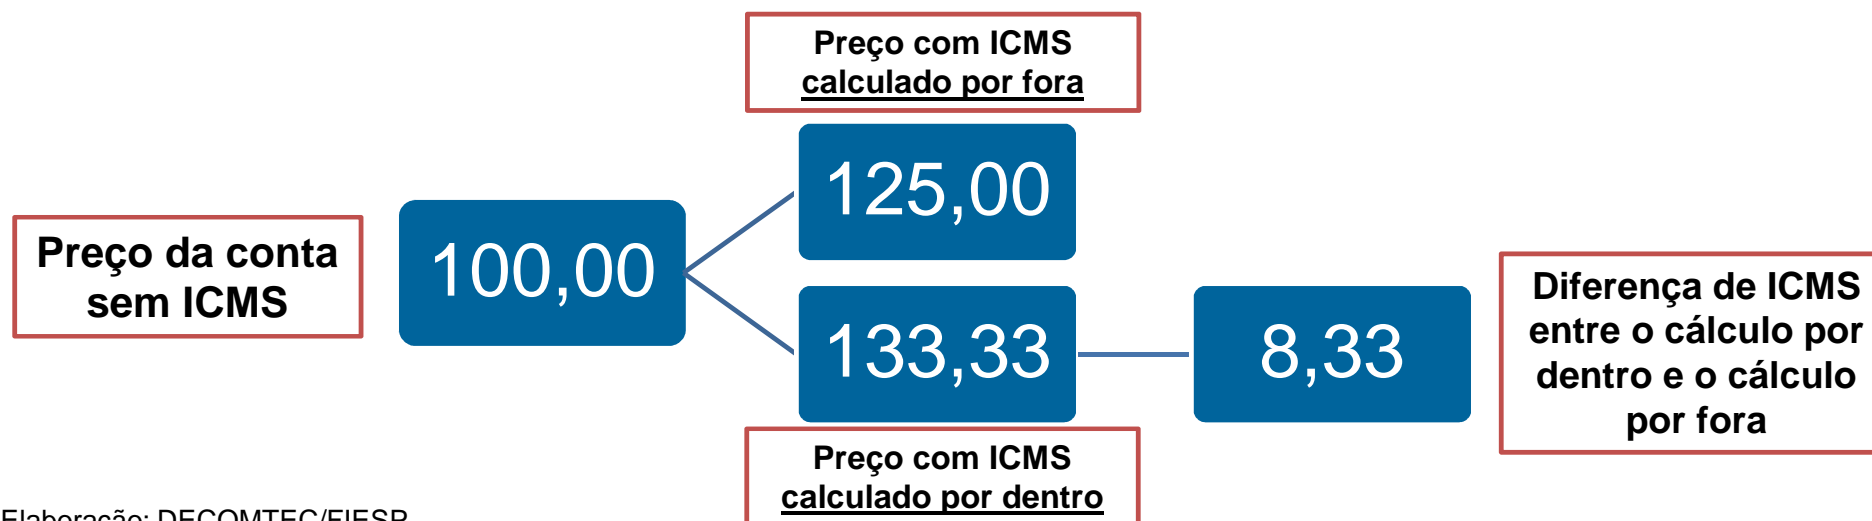 Preço com ICMS
calculado por fora
125,00
Preço da conta
sem ICMS
100,00
133,33
8,33
Diferença de ICMS
entre o cálculo por
dentro e o cálculo
por fora
Preço com ICMS
calculado por dentro
Elaboração: DECOMTEC/FIESP